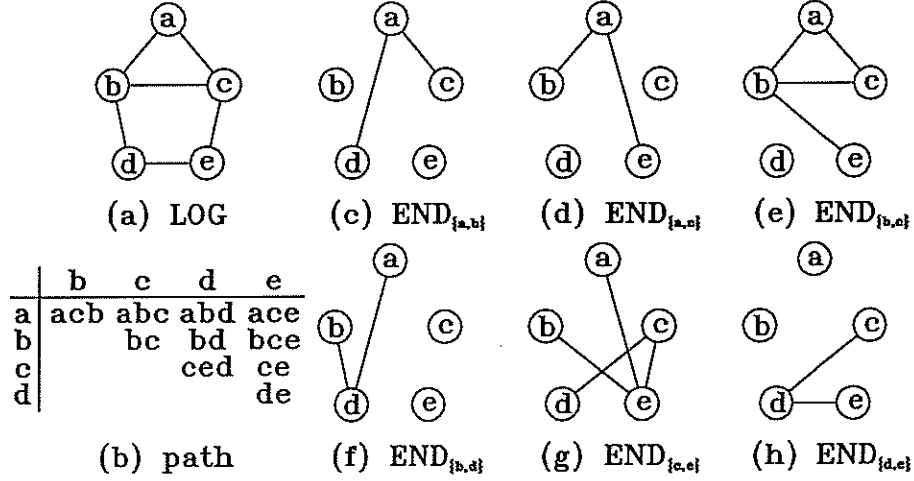 a
b c
d e
(a) LOG
a
b c
d e
(c) END{a,b}
a
b c
d e
(d) END{a,c}
a
b c
d e
(e) END{b,c}
b c d e
a acb abc abd ace
b bc bd bce
c ced ce
d de
(b) path
a
b c
d e
(f) END{b,d}
a
b c
d e
(g) END{c,e}
a
b c
d e
(h) END{d,e}